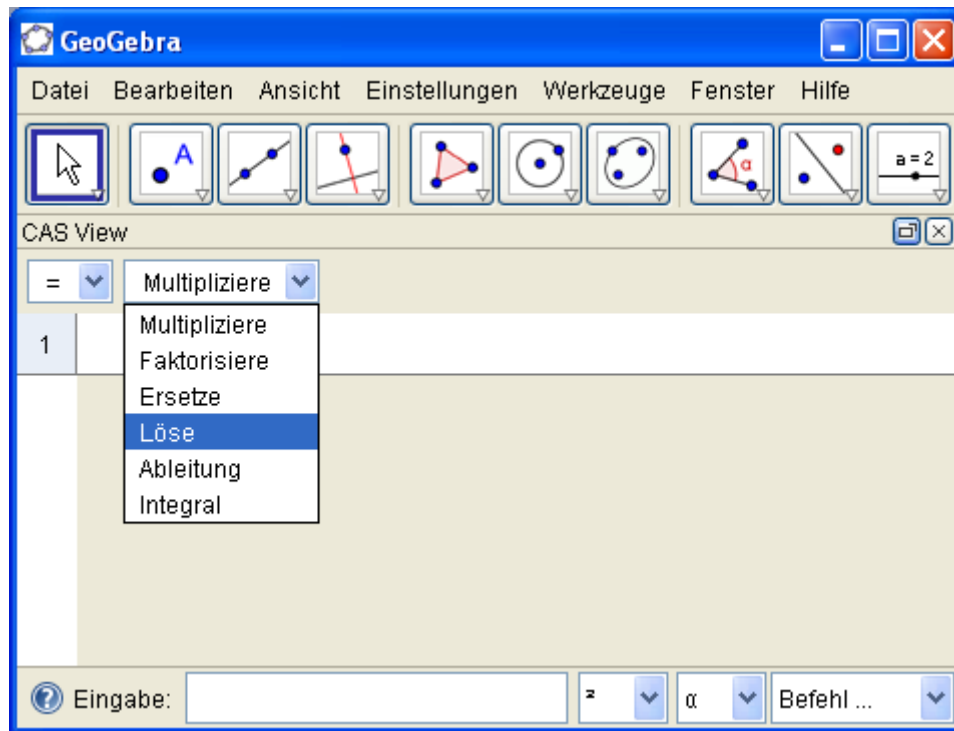 GeoGebra
Datei Bearbeiten Ansicht Einstellungen Werkzeuge Fenster Hilfe
A α a = 2
CAS View
= Multipliziere
1
Multipliziere
Faktorisiere
Ersetze
Löse
Ableitung
Integral
Eingabe: ² α Befehl ...